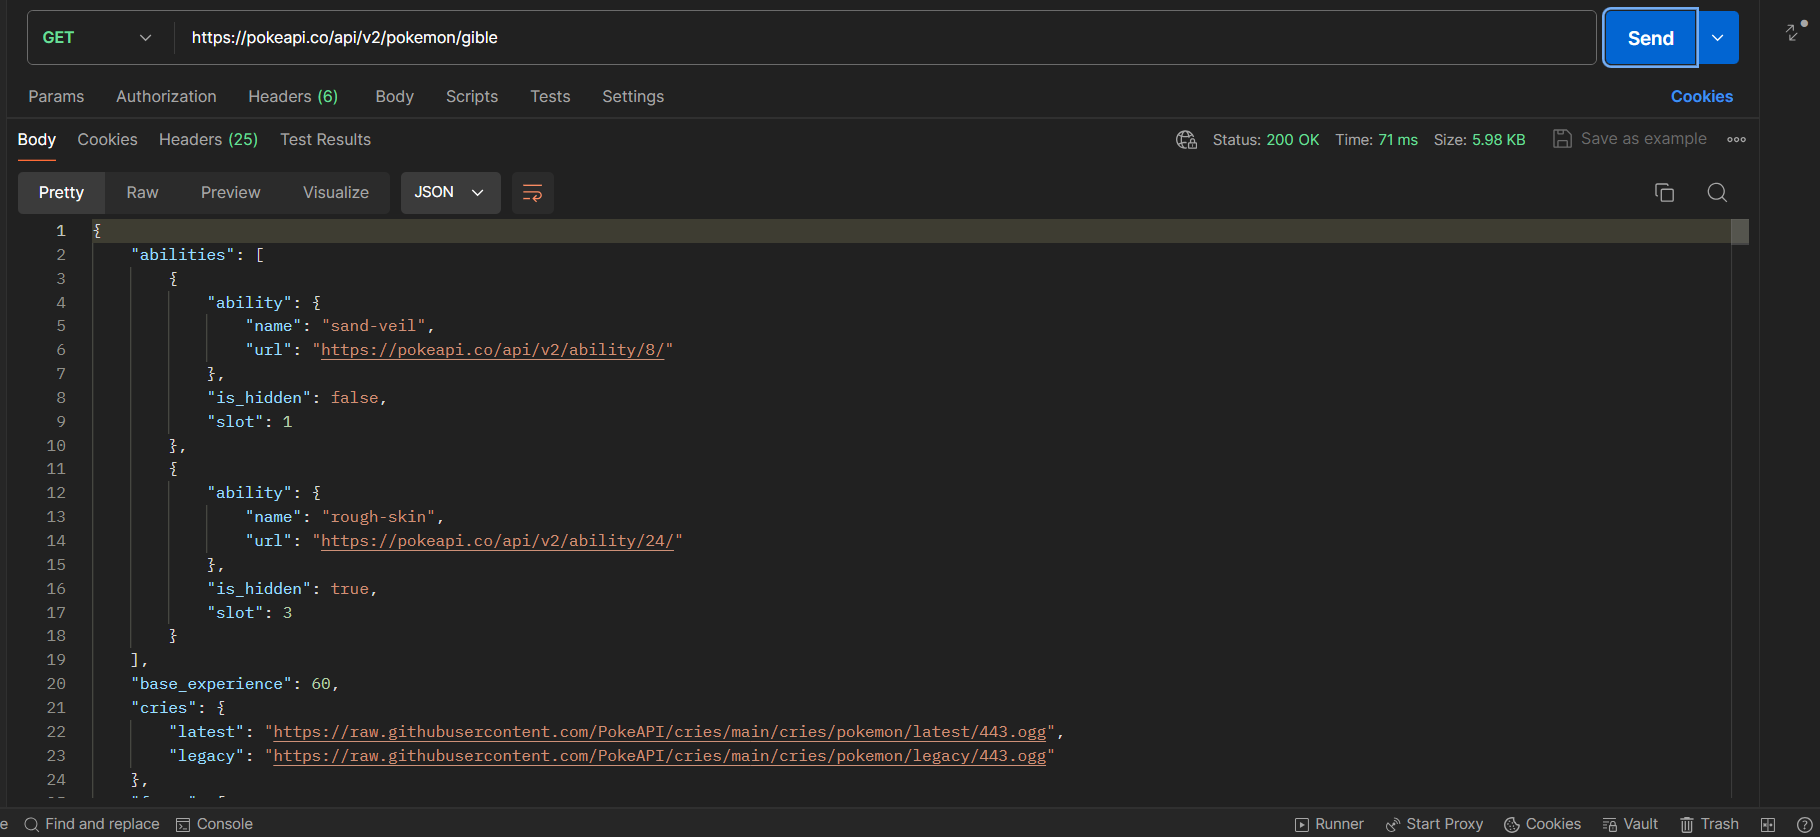 GET https://pokeapi.co/api/v2/pokemon/gible Send
Params Authorization Headers (6) Body Scripts Tests Settings Cookies
Body Cookies Headers (25) Test Results Status: 200 OK Time: 71 ms Size: 5.98 KB Save as example
Pretty Raw Preview Visualize JSON
1 {
2 "abilities": [
3 {
4 "ability": {
5 "name": "sand-veil",
6 "url": "https://pokeapi.co/api/v2/ability/8/"
7 },
8 "is_hidden": false,
9 "slot": 1
10 },
11 {
12 "ability": {
13 "name": "rough-skin",
14 "url": "https://pokeapi.co/api/v2/ability/24/"
15 },
16 "is_hidden": true,
17 "slot": 3
18 }
19 ],
20 "base_experience": 60,
21 "cries": {
22 "latest": "https://raw.githubusercontent.com/PokeAPI/cries/main/cries/pokemon/latest/443.ogg",
23 "legacy": "https://raw.githubusercontent.com/PokeAPI/cries/main/cries/pokemon/legacy/443.ogg"
24 },
e Find and replace Console Runner Start Proxy Cookies Vault Trash